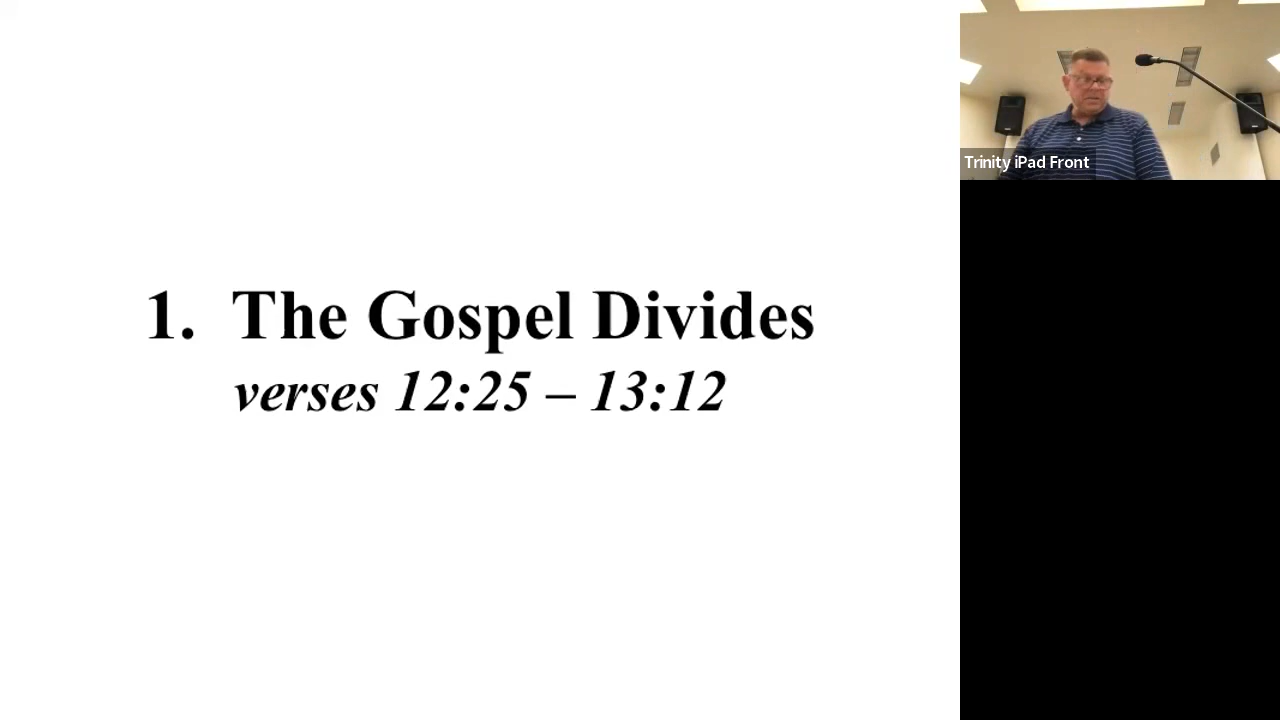 1. The Gospel Divides
verses 12:25 – 13:12
Trinity iPad Front